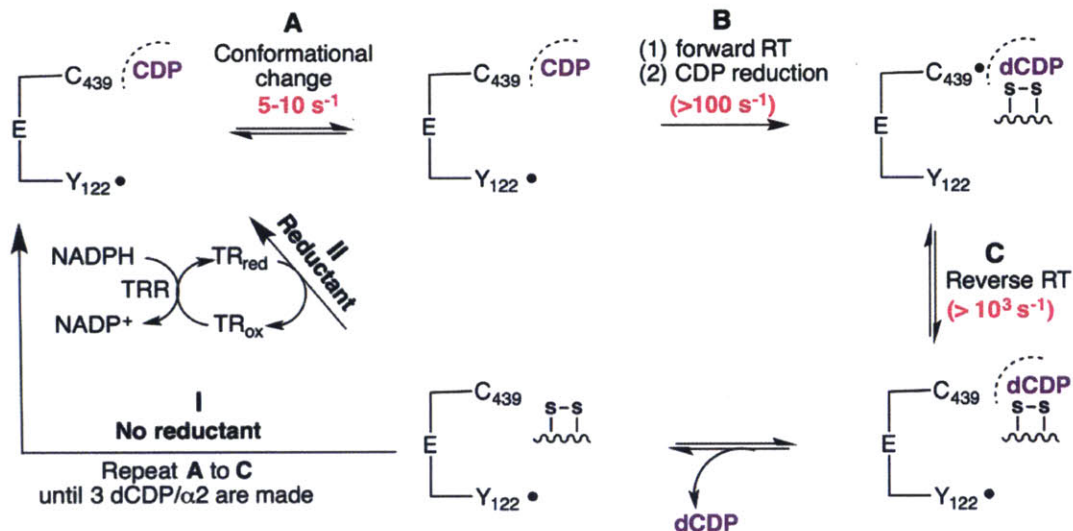 A
Conformational
change
5-10 s⁻¹
B
(1) forward RT
(2) CDP reduction
(>100 s⁻¹)
C₄₃₉ CDP
E
Y₁₂₂ •
C₄₃₉ CDP
E
Y₁₂₂ •
C₄₃₉ • dCDP
S-S
E
Y₁₂₂
NADPH
TRR
NADP⁺
TR_red
TR_ox
II
Reductant
C
Reverse RT
(> 10³ s⁻¹)
I
No reductant
Repeat A to C
until 3 dCDP/α2 are made
C₄₃₉
S-S
E
Y₁₂₂ •
dCDP
C₄₃₉ dCDP
S-S
E
Y₁₂₂ •